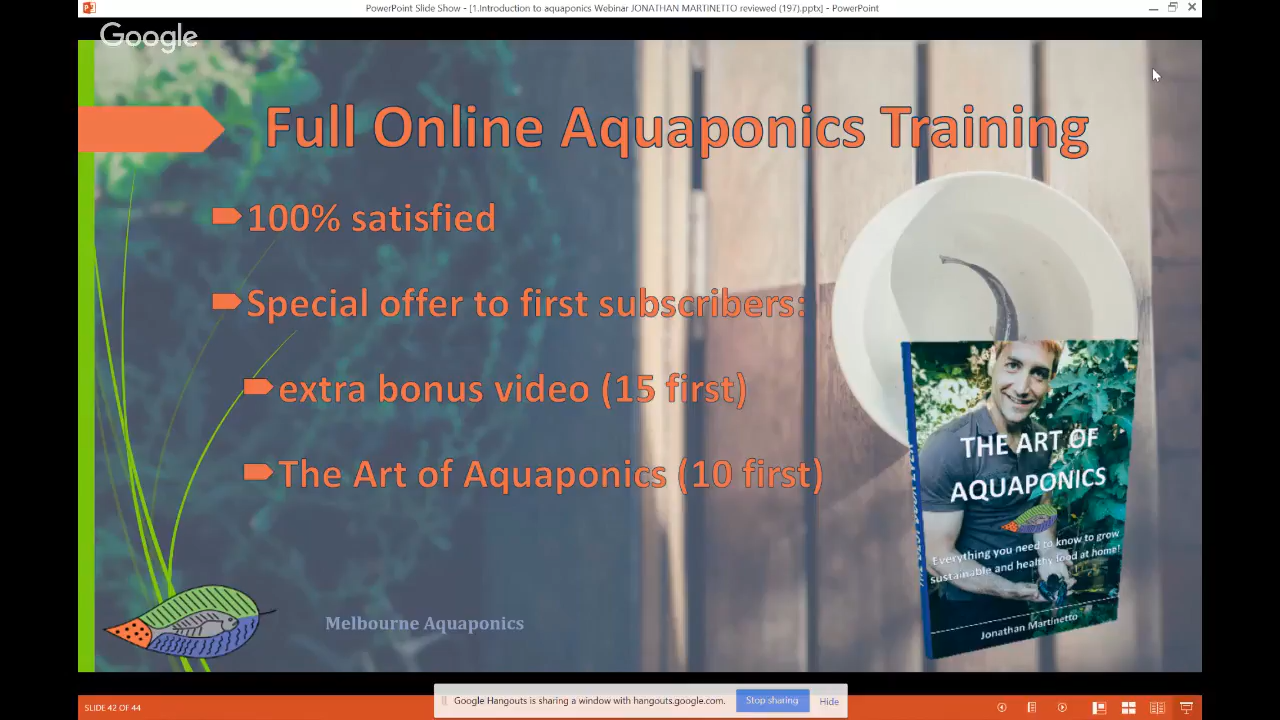 PowerPoint Slide Show - [1.Introduction to aquaponics Webinar JONATHAN MARTINETTO reviewed (197).pptx] - PowerPoint
Google
Full Online Aquaponics Training
100% satisfied
Special offer to first subscribers:
extra bonus video (15 first)
The Art of Aquaponics (10 first)
THE ART OF
AQUAPONICS
Everything you need to know to grow
sustainable and healthy food at home!
Jonathan Martinetto
Melbourne Aquaponics
Google Hangouts is sharing a window with hangouts.google.com.
Stop sharing
Hide
SLIDE 42 OF 44